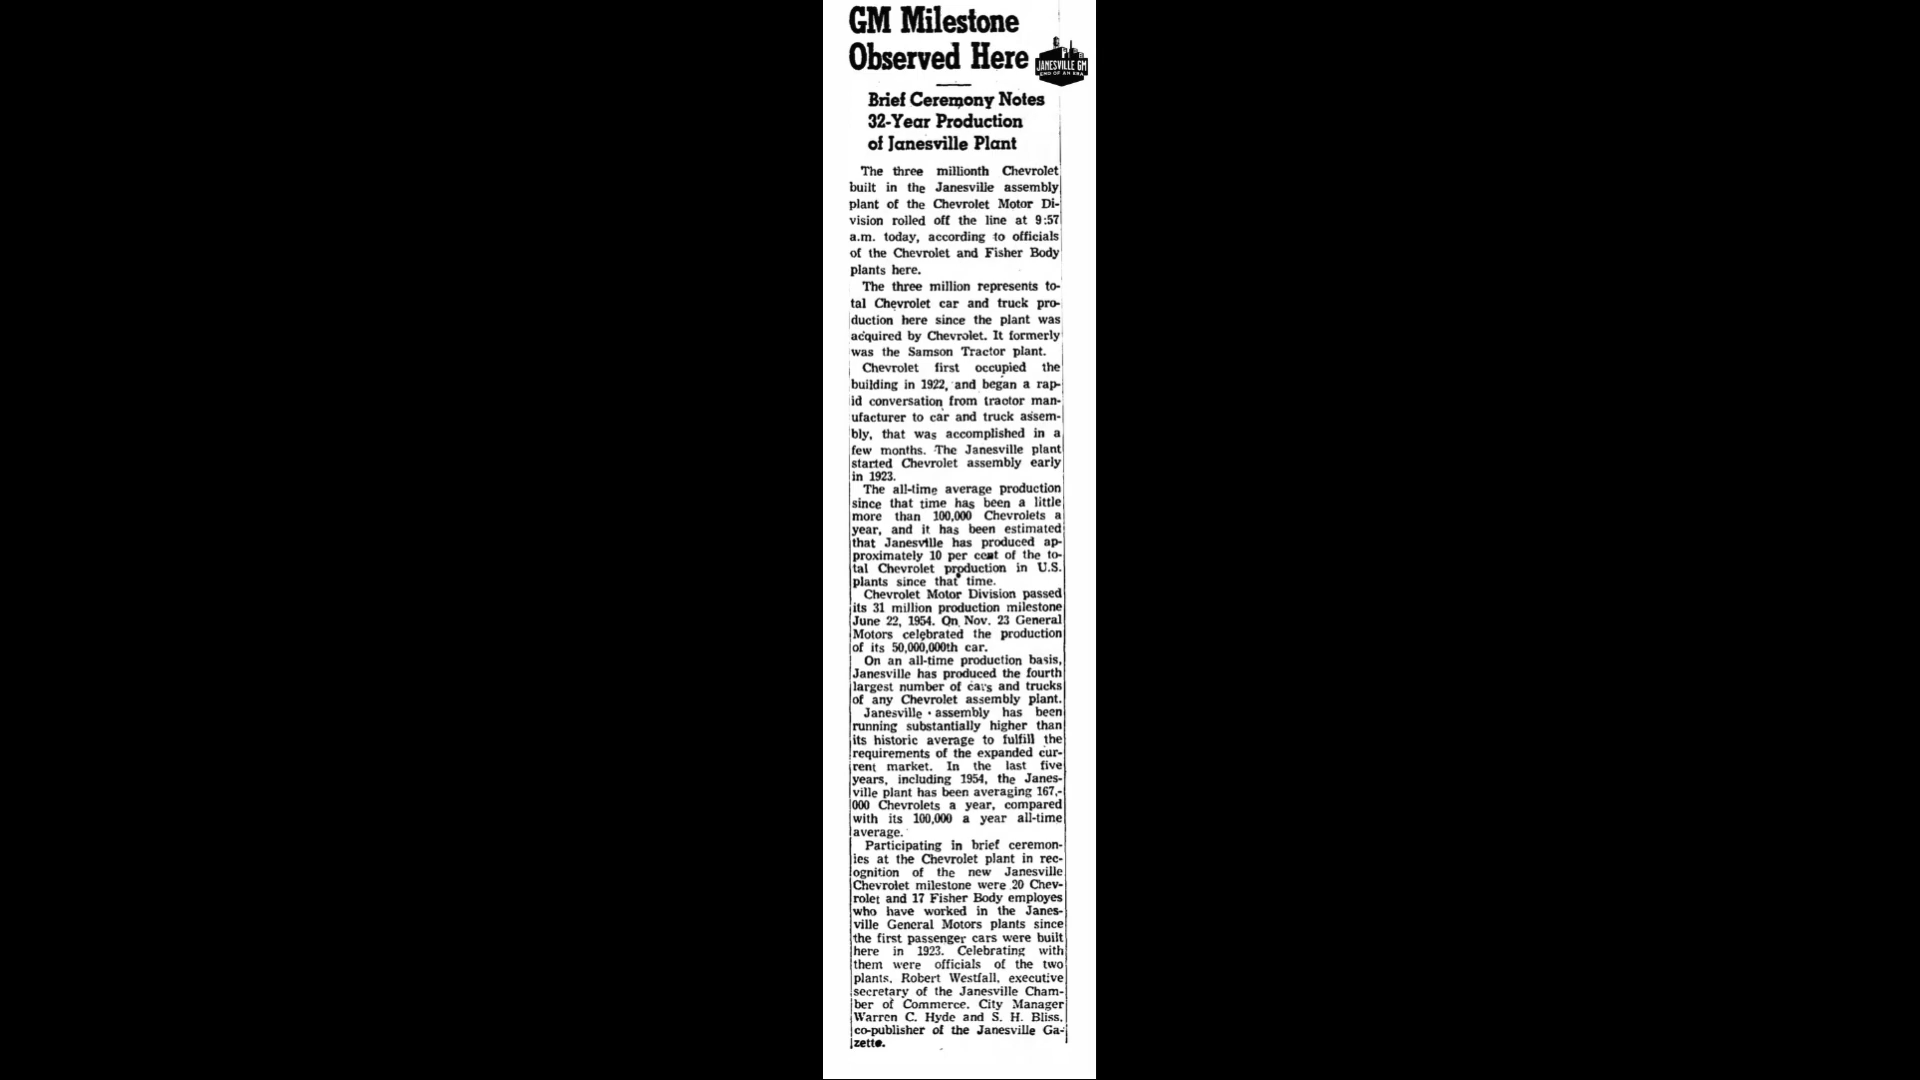 GM Milestone
Observed Here
JANESVILLE GM
END OF AN ERA
Brief Ceremony Notes
32-Year Production
of Janesville Plant
The three millionth Chevrolet
built in the Janesville assembly
plant of the Chevrolet Motor Di-
vision rolled off the line at 9:57
a.m. today, according to officials
of the Chevrolet and Fisher Body
plants here.
The three million represents to-
tal Chevrolet car and truck pro-
duction here since the plant was
acquired by Chevrolet. It formerly
was the Samson Tractor plant.
Chevrolet first occupied the
building in 1922, and began a rap-
id conversation from tractor man-
ufacturer to car and truck assem-
bly, that was accomplished in a
few months. The Janesville plant
started Chevrolet assembly early
in 1923.
The all-time average production
since that time has been a little
more than 100,000 Chevrolets a
year, and it has been estimated
that Janesville has produced ap-
proximately 10 per cent of the to-
tal Chevrolet production in U.S.
plants since that time.
Chevrolet Motor Division passed
its 31 million production milestone
June 22, 1954. On Nov. 23 General
Motors celebrated the production
of its 50,000,000th car.
On an all-time production basis,
Janesville has produced the fourth
largest number of cars and trucks
of any Chevrolet assembly plant.
Janesville assembly has been
running substantially higher than
its historic average to fulfill the
requirements of the expanded cur-
rent market. In the last five
years, including 1954, the Janes-
ville plant has been averaging 167,-
000 Chevrolets a year, compared
with its 100,000 a year all-time
average.
Participating in brief ceremon-
ies at the Chevrolet plant in rec-
ognition of the new Janesville
Chevrolet milestone were 20 Chev-
rolet and 17 Fisher Body employes
who have worked in the Janes-
ville General Motors plants since
the first passenger cars were built
here in 1923. Celebrating with
them were officials of the two
plants, Robert Westfall, executive
secretary of the Janesville Cham-
ber of Commerce, City Manager
Warren C. Hyde and S. H. Bliss,
co-publisher of the Janesville Ga-
zette.